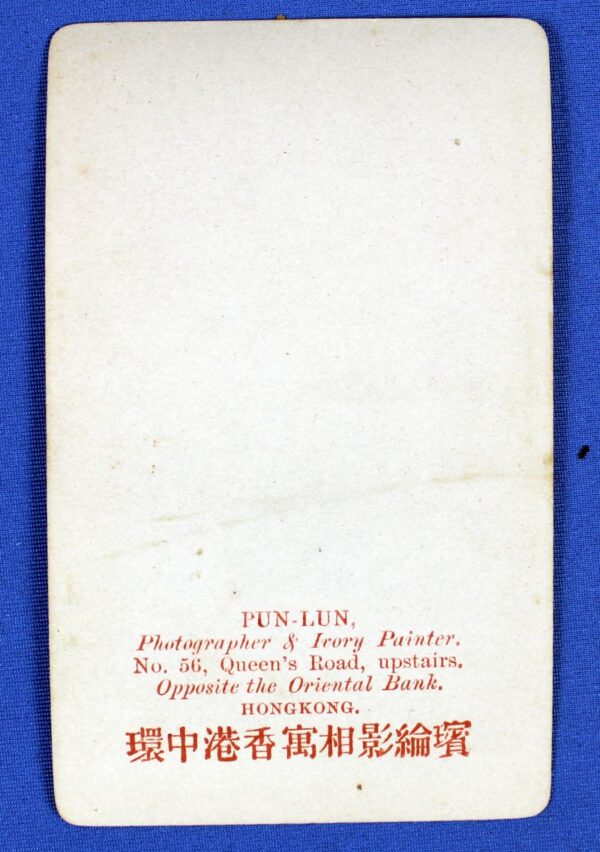 PUN-LUN,
Photographer & Ivory Painter.
No. 56, Queen's Road, upstairs.
Opposite the Oriental Bank.
HONGKONG.
璸綸影相寓香港中環